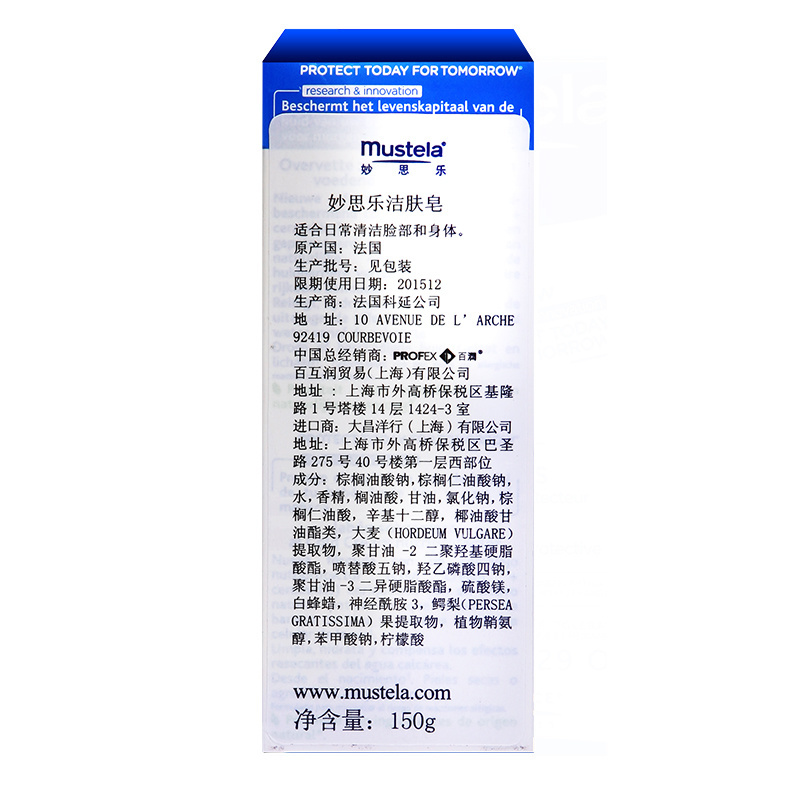 PROTECT TODAY FOR TOMORROW®
research & innovation
Beschermt het levenskapitaal van de
Mustela®
妙思乐
妙思乐洁肤皂
适合日常清洁脸部和身体。
原产国：法国
生产批号：见包装
限期使用日期：201512
生产商：法国科延公司
地 址：10 AVENUE DE L' ARCHE
92419 COURBEVOIE
中国总经销商：PROFEX 百潤®
百互润贸易(上海)有限公司
地址 ：上海市外高桥保税区基隆
路1号塔楼14层1424-3室
进口商：大昌洋行(上海)有限公司
地址：上海市外高桥保税区巴圣
路275号40号楼第一层西部位
成分：棕榈油酸钠,棕榈仁油酸钠,
水,香精,榈油酸,甘油,氯化钠,棕
榈仁油酸，辛基十二醇，椰油酸甘
油酯类，大麦(HORDEUM VULGARE)
提取物，聚甘油-2 二聚羟基硬脂
酸酯,喷替酸五钠,羟乙磷酸四钠,
聚甘油-3二异硬脂酸酯，硫酸镁,
白蜂蜡，神经酰胺3,鳄梨(PERSEA
GRATISSIMA)果提取物，植物鞘氨
醇,苯甲酸钠,柠檬酸
www.mustela.com
净含量：150g